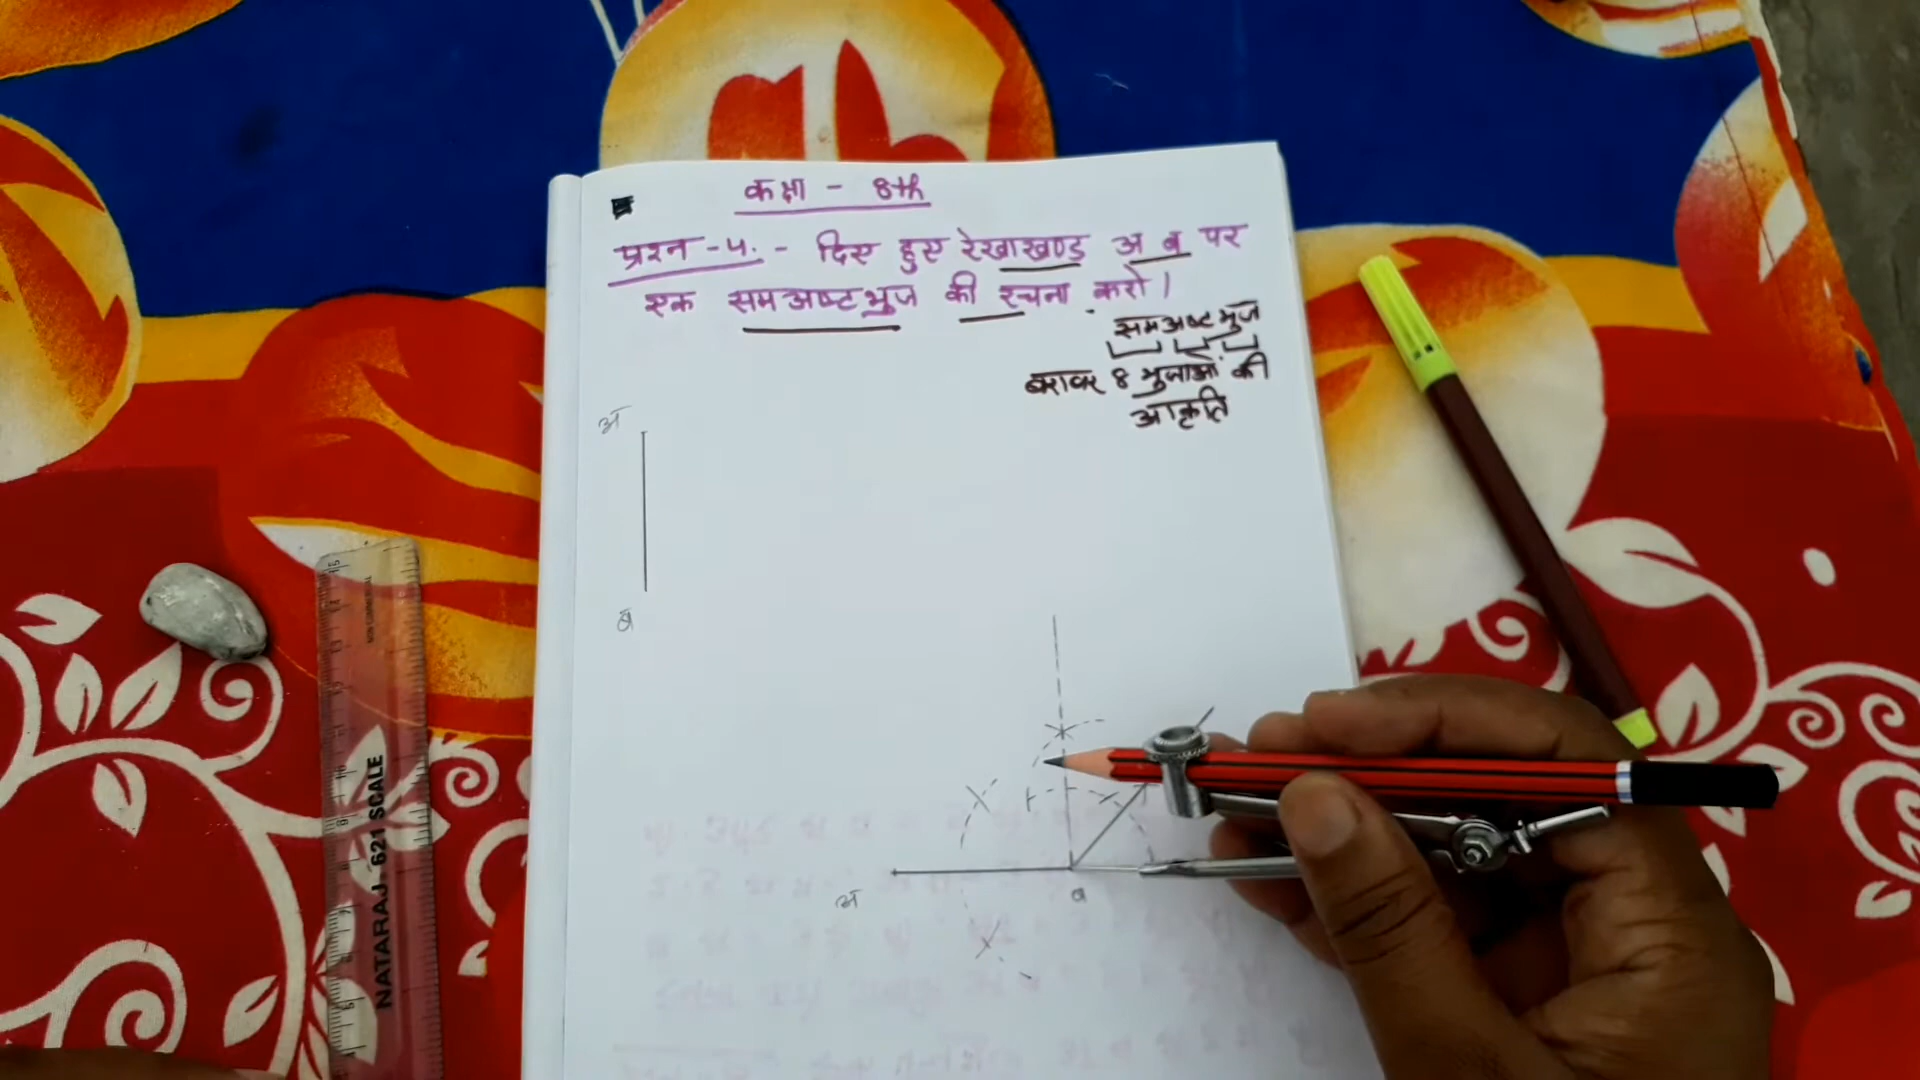 कक्षा - 8th
प्रश्न-5. - दिए हुए रेखाखण्ड अ ब पर
एक समअष्टभुज की रचना करो।
समअष्टभुज
बराबर 8 भुजाओं की
आकृति
अ
ब
अ
ब
NATARAJ-621 SCALE